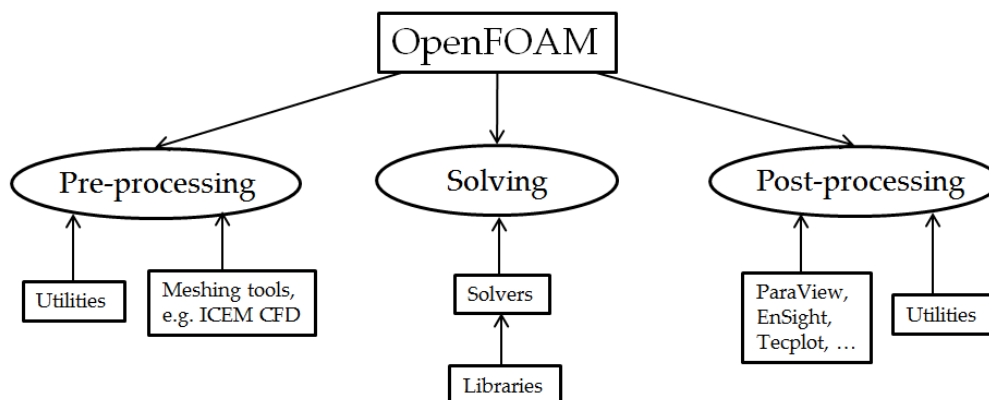 OpenFOAM
Pre-processing
Solving
Post-processing
Utilities
Meshing tools,
e.g. ICEM CFD
Solvers
Libraries
ParaView,
EnSight,
Tecplot, …
Utilities